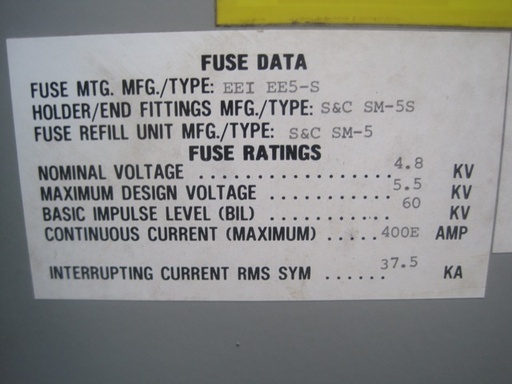 FUSE DATA
FUSE MTG. MFG./TYPE: EEI EE5-S
HOLDER/END FITTINGS MFG./TYPE: S&C SM-5S
FUSE REFILL UNIT MFG./TYPE: S&C SM-5
FUSE RATINGS
NOMINAL VOLTAGE ..................4.8 KV
MAXIMUM DESIGN VOLTAGE ...........5.5 KV
BASIC IMPULSE LEVEL (BIL) ............60 KV
CONTINUOUS CURRENT (MAXIMUM) .....400E AMP
INTERRUPTING CURRENT RMS SYM ......37.5 KA